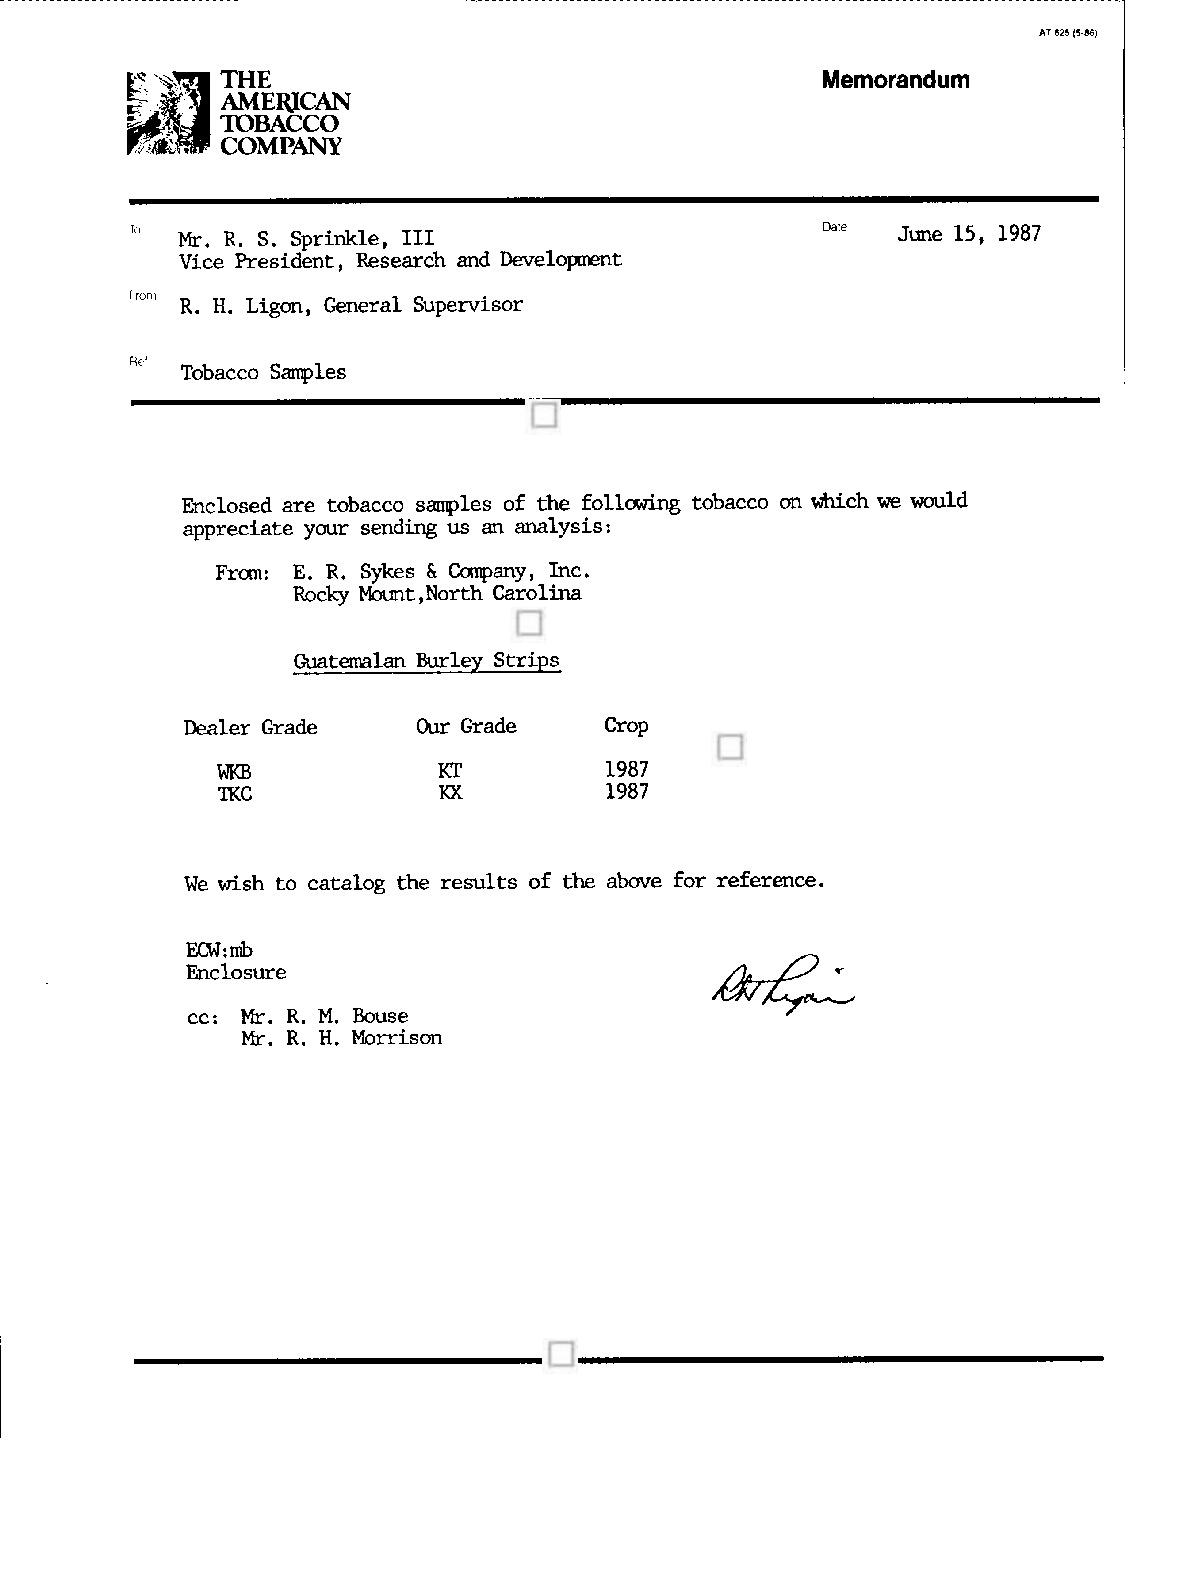 AT 825 (5-86)
THE
AMERICAN
TOBACCO
COMPANY
Memorandum
To Mr. R. S. Sprinkle, III
Vice President, Research and Development
Date June 15, 1987
From R. H. Ligon, General Supervisor
Ref Tobacco Samples
Enclosed are tobacco samples of the following tobacco on which we would
appreciate your sending us an analysis:
From: E. R. Sykes & Company, Inc.
Rocky Mount,North Carolina
Guatemalan Burley Strips
Dealer Grade Our Grade Crop
WKB KT 1987
TKC KX 1987
We wish to catalog the results of the above for reference.
ECW:mb
Enclosure
RH Ligon
cc: Mr. R. M. Bouse
Mr. R. H. Morrison